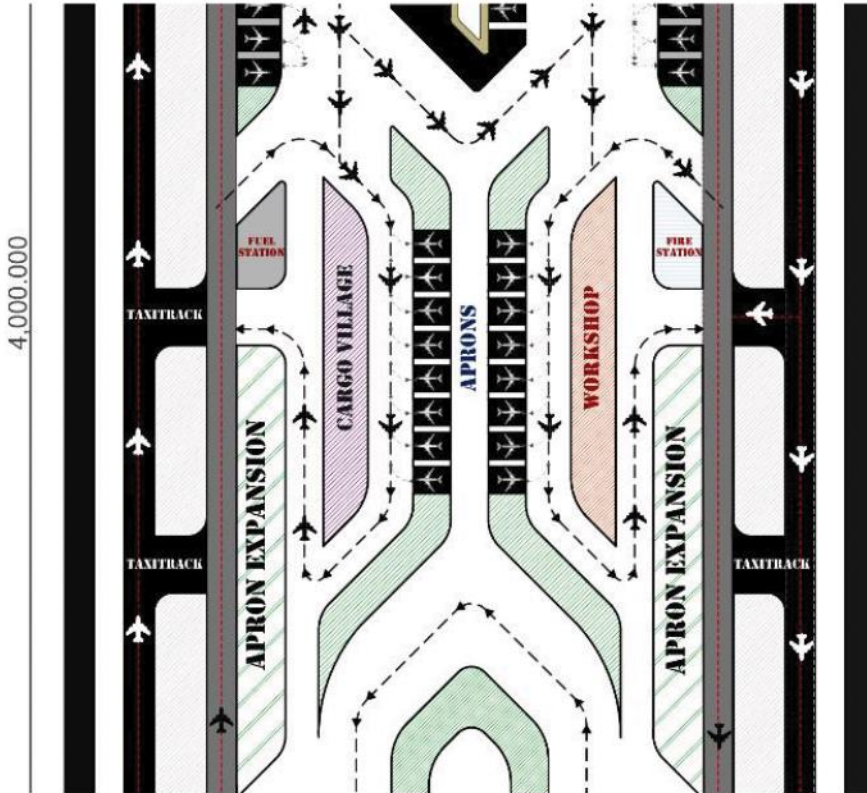 4,000.000
FUEL
STATION
FIRE
STATION
TAXITRACK
CARGO VILLAGE
APRONS
WORKSHOP
APRON EXPANSION
APRON EXPANSION
TAXITRACK
TAXITRACK